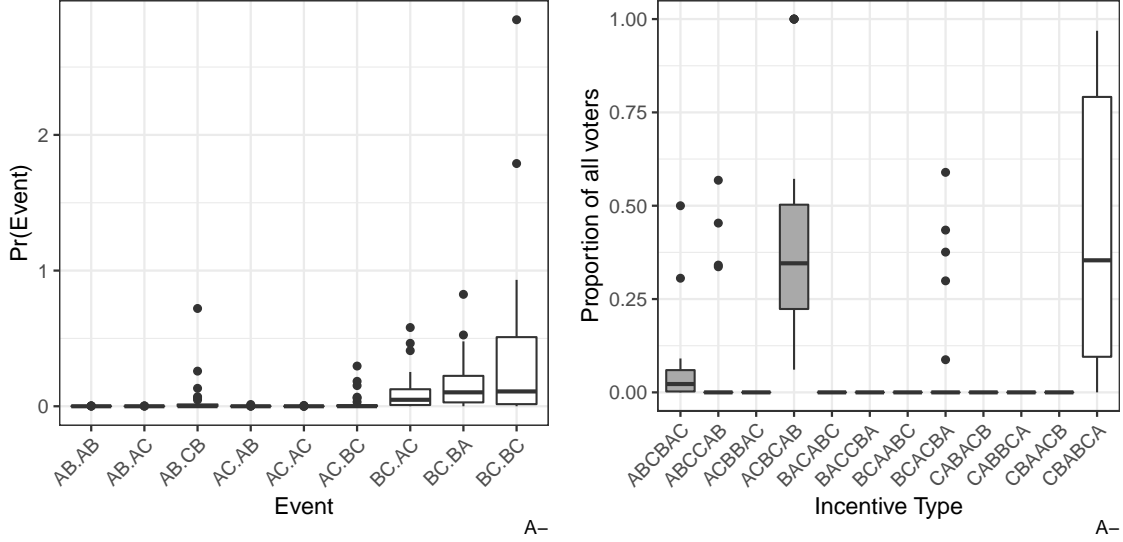 Pr(Event)
2
1
0
AB.AB
AB.AC
AB.CB
AC.AB
AC.AC
AC.BC
BC.AC
BC.BA
BC.BC
Event
A−
Proportion of all voters
1.00
0.75
0.50
0.25
0.00
ABCBAC
ABCCAB
ACBBAC
ACBCAB
BACABC
BACCBA
BCAABC
BCACBA
CABACB
CABBCA
CBAACB
CBABCA
Incentive Type
A−